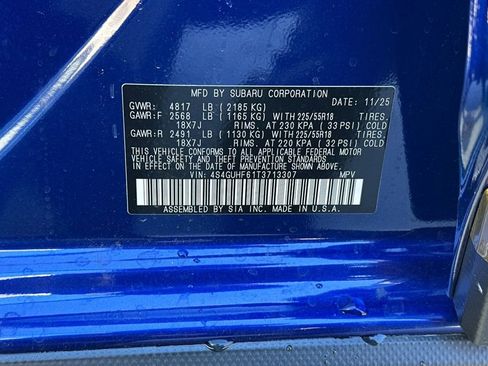 MFD BY SUBARU CORPORATION
DATE: 11/25
GVWR: 4817 LB (2185 KG)
GAWR:F 2568 LB (1165 KG) WITH 225/55R18 TIRES.
18X7J RIMS. AT 230 KPA (33 PSI) COLD
GAWR:R 2491 LB (1130 KG) WITH 225/55R18 TIRES.
18X7J RIMS. AT 220 KPA (32 PSI) COLD
THIS VEHICLE CONFORMS TO ALL APPLICABLE FEDERAL MOTOR
VEHICLE SAFETY AND THEFT PREVENTION STANDARDS
IN EFFECT ON THE DATE OF MANUFACTURE SHOWN ABOVE.
VIN: 4S4GUHF61T3713307 MPV
ASSEMBLED BY SIA INC. MADE IN U.S.A.